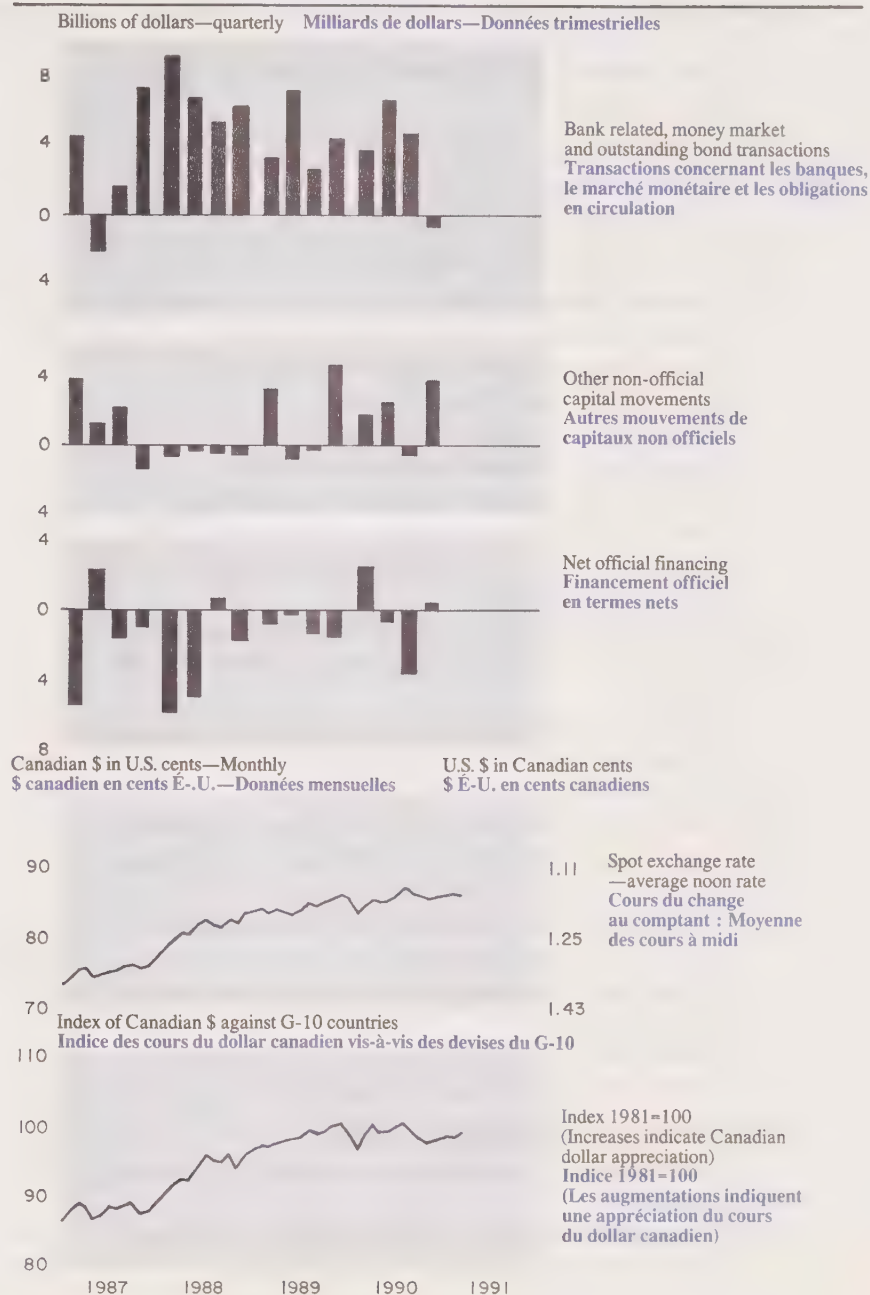 Billions of dollars—quarterly Milliards de dollars—Données trimestrielles
8
4
0
4
Bank related, money market
and outstanding bond transactions
Transactions concernant les banques,
le marché monétaire et les obligations
en circulation
4
0
4
Other non-official
capital movements
Autres mouvements de
capitaux non officiels
4
0
4
8
Net official financing
Financement officiel
en termes nets
Canadian $ in U.S. cents—Monthly
$ canadien en cents É-.U.—Données mensuelles
U.S. $ in Canadian cents
$ É-U. en cents canadiens
90
80
70
1.11
1.25
1.43
Spot exchange rate
—average noon rate
Cours du change
au comptant : Moyenne
des cours à midi
Index of Canadian $ against G-10 countries
Indice des cours du dollar canadien vis-à-vis des devises du G-10
110
100
90
80
Index 1981=100
(Increases indicate Canadian
dollar appreciation)
Indice 1981=100
(Les augmentations indiquent
une appréciation du cours
du dollar canadien)
1987 1988 1989 1990 1991